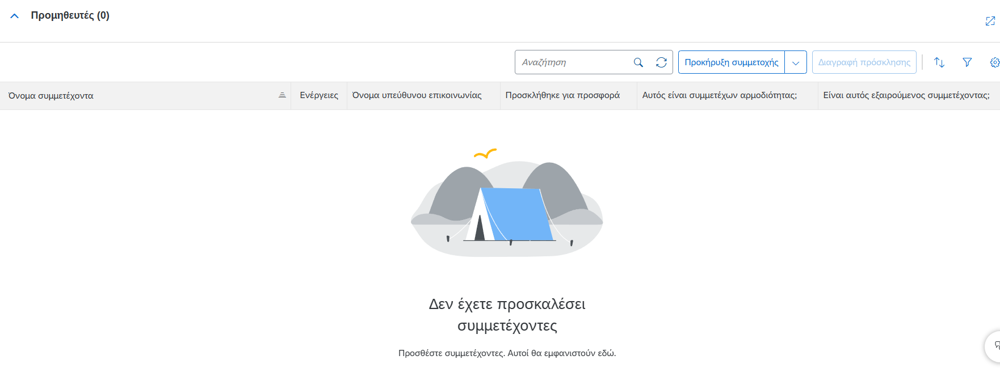 Προμηθευτές (0)
Αναζήτηση
Προκήρυξη συμμετοχής
Διαγραφή πρόσκλησης
Όνομα συμμετέχοντα
Ενέργειες
Όνομα υπεύθυνου επικοινωνίας
Προσκλήθηκε για προσφορά
Αυτός είναι συμμετέχων αρμοδιότητας;
Είναι αυτός εξαιρούμενος συμμετέχοντας;
Δεν έχετε προσκαλέσει
συμμετέχοντες
Προσθέστε συμμετέχοντες. Αυτοί θα εμφανιστούν εδώ.